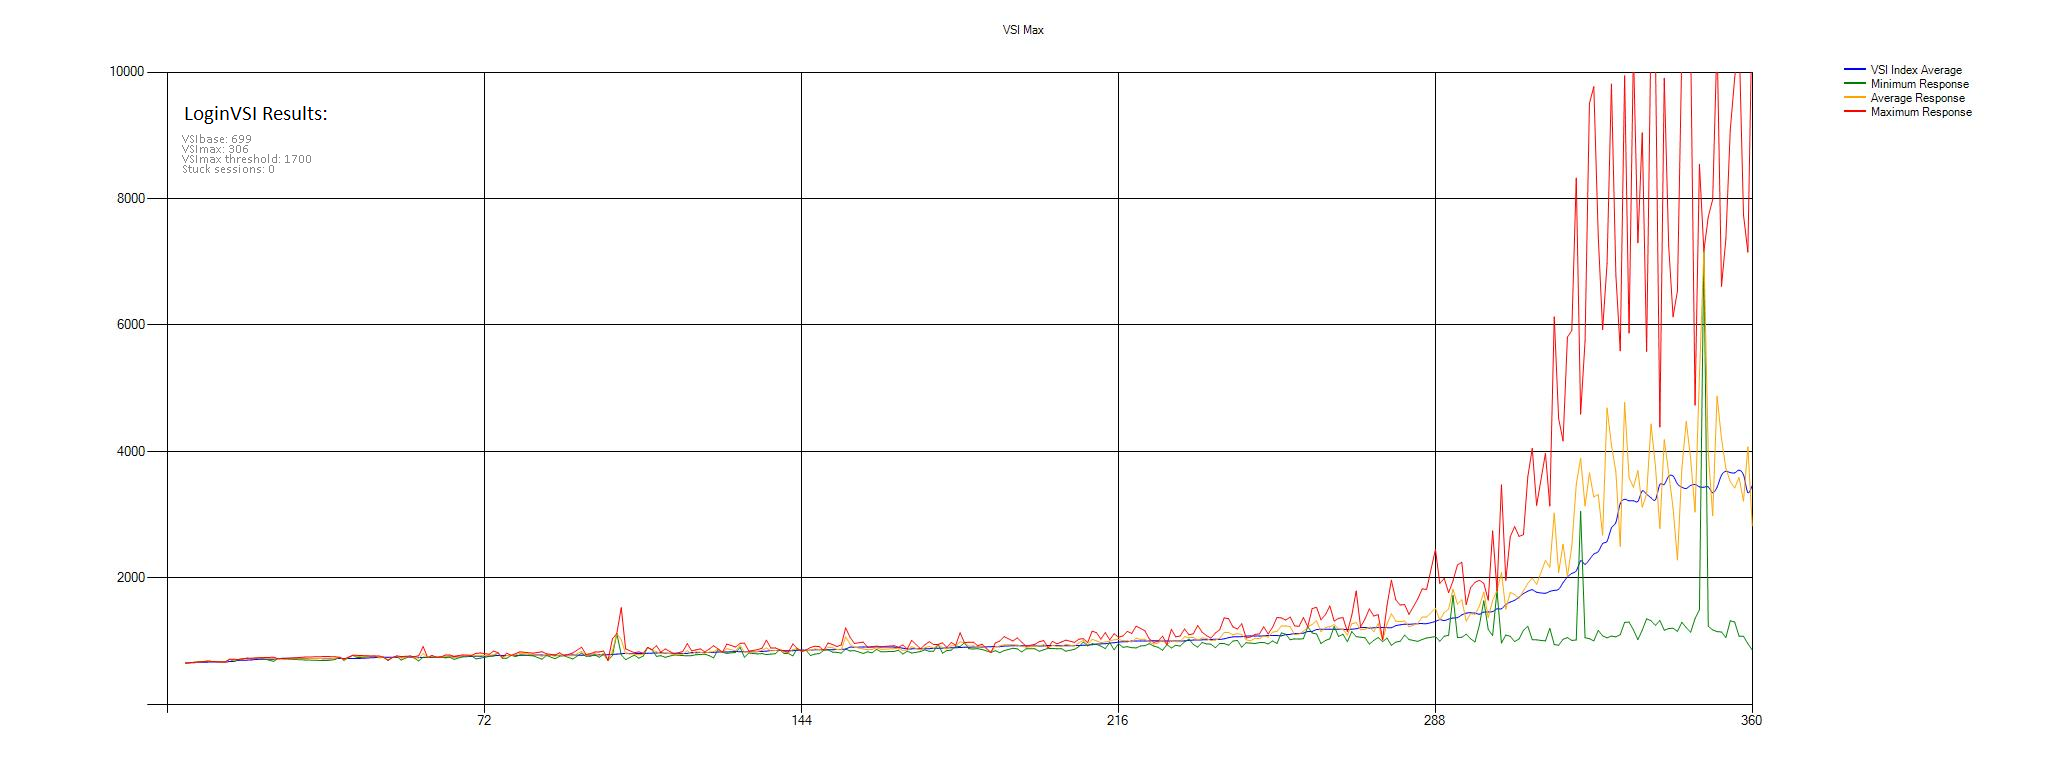 VSI Max
10000
8000
6000
4000
2000
LoginVSI Results:
VSIbase: 699
VSImax: 306
VSImax threshold: 1700
Stuck sessions: 0
VSI Index Average
Minimum Response
Average Response
Maximum Response
72
144
216
288
360